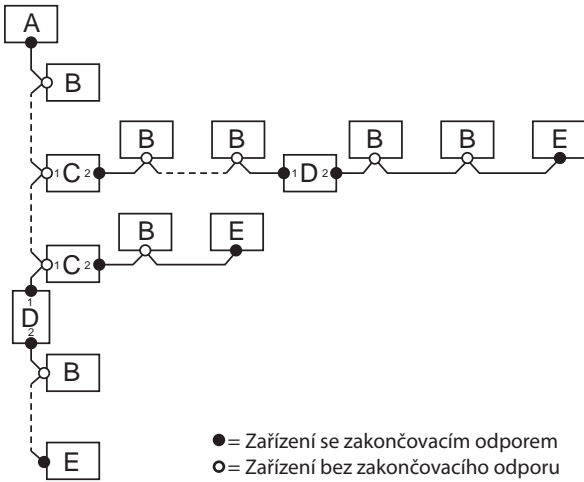 A
B
B B B B E
1 C 2 1 D 2
B E
1 C 2
1
D
2
B
E
= Zařízení se zakončovacím odporem
= Zařízení bez zakončovacího odporu